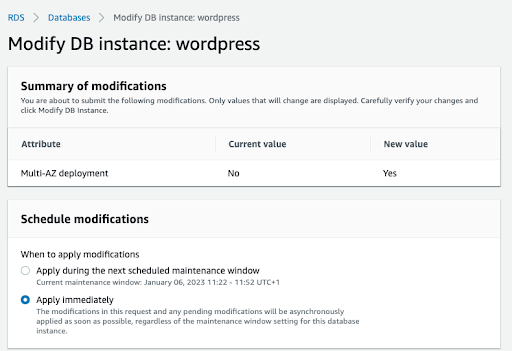 RDS > Databases > Modify DB instance: wordpress
Modify DB instance: wordpress
Summary of modifications
You are about to submit the following modifications. Only values that will change are displayed. Carefully verify your changes and
click Modify DB Instance.
Attribute Current value New value
Multi-AZ deployment No Yes
Schedule modifications
When to apply modifications
Apply during the next scheduled maintenance window
Current maintenance window: January 06, 2023 11:22 - 11:52 UTC+1
Apply immediately
The modifications in this request and any pending modifications will be asynchronously
applied as soon as possible, regardless of the maintenance window setting for this database
instance.